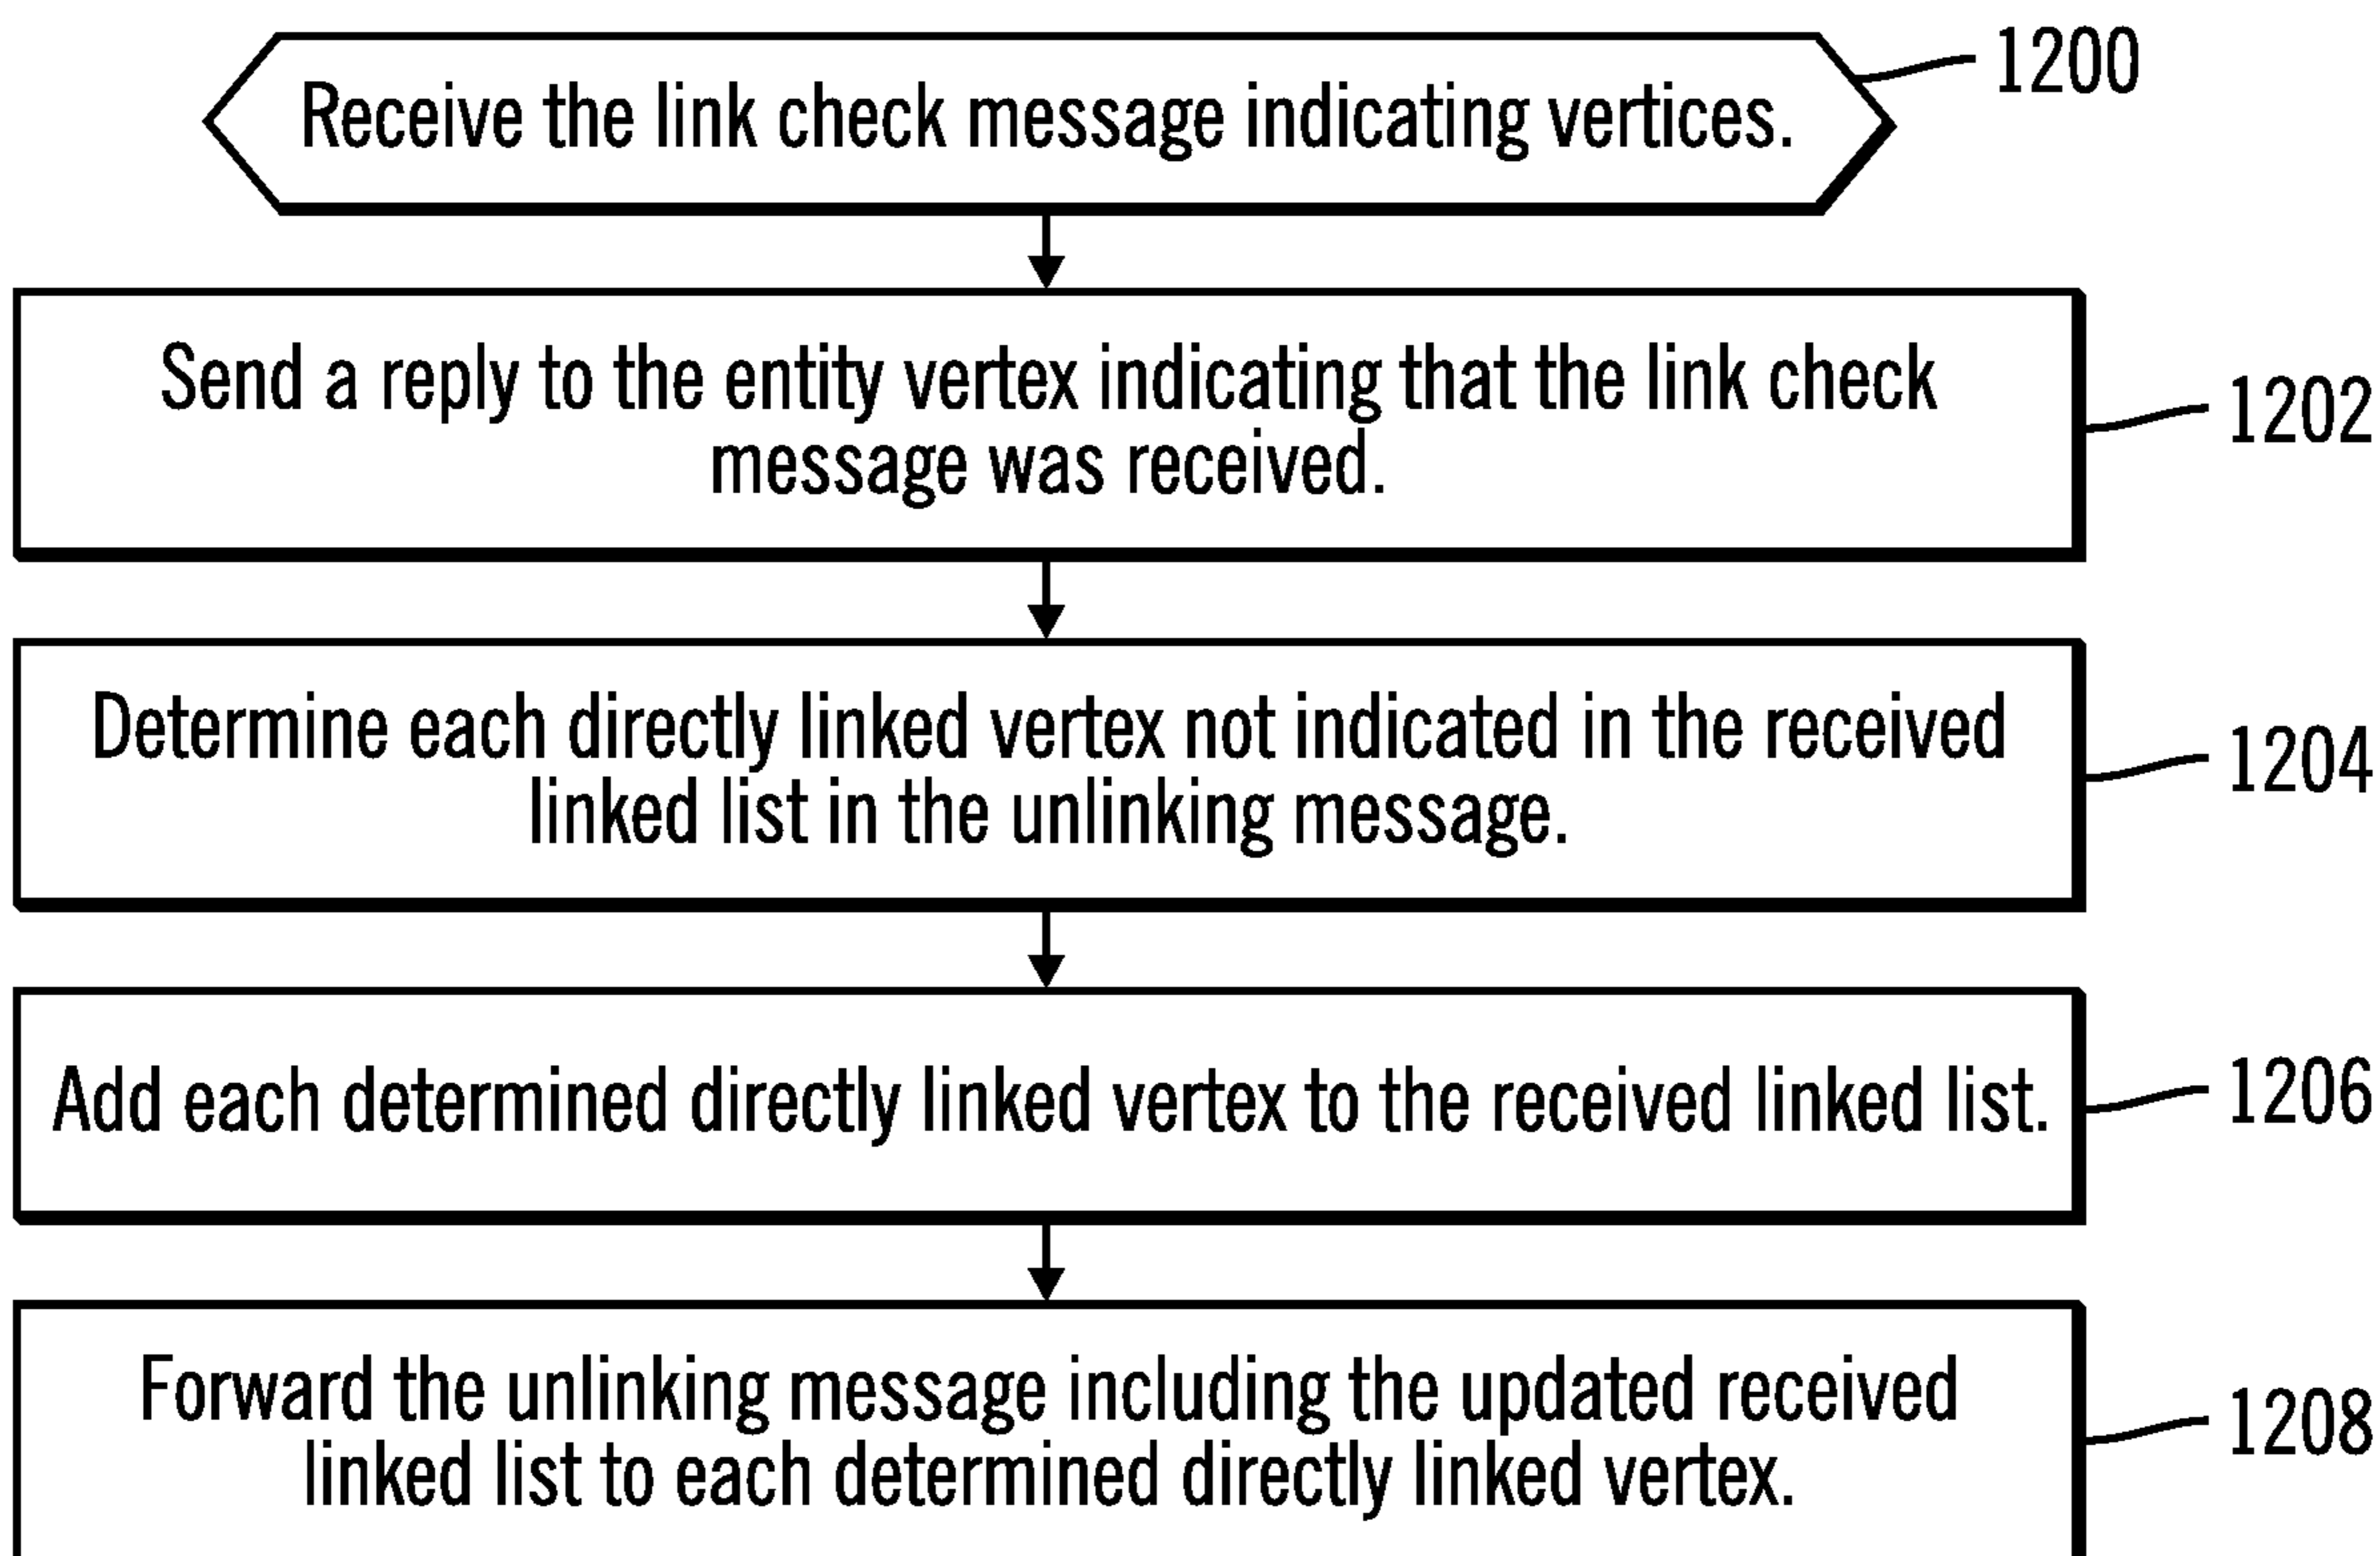 Receive the link check message indicating vertices.
1200
Send a reply to the entity vertex indicating that the link check
message was received.
1202
Determine each directly linked vertex not indicated in the received
linked list in the unlinking message.
1204
Add each determined directly linked vertex to the received linked list.
1206
Forward the unlinking message including the updated received
linked list to each determined directly linked vertex.
1208